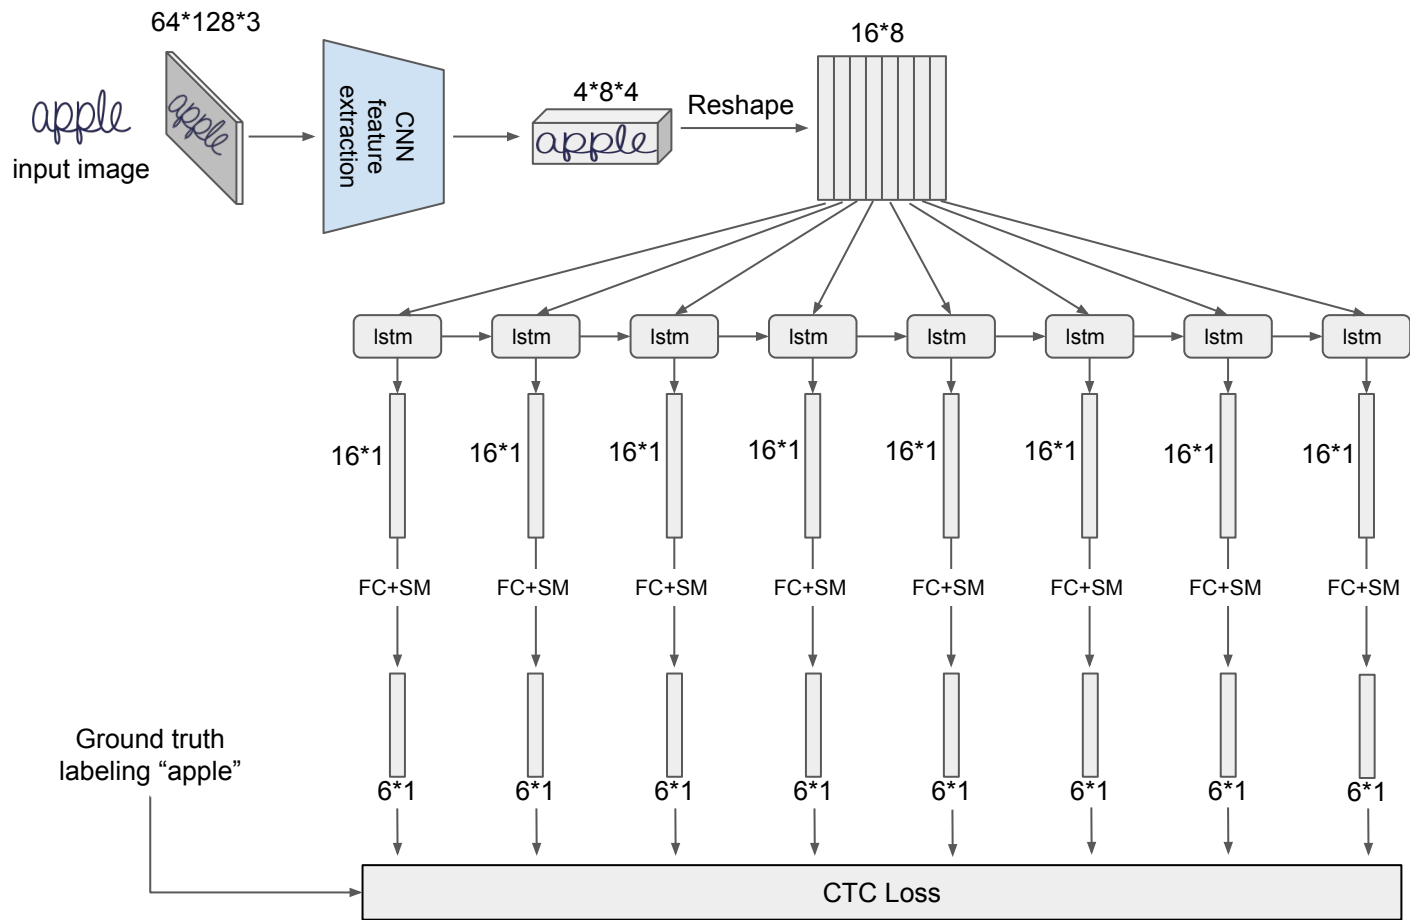 64*128*3
apple
input image
apple
CNN
feature
extraction
4*8*4
apple
Reshape
16*8
lstm lstm lstm lstm lstm lstm lstm lstm
16*1 16*1 16*1 16*1 16*1 16*1 16*1 16*1
FC+SM FC+SM FC+SM FC+SM FC+SM FC+SM FC+SM FC+SM
Ground truth
labeling “apple”
6*1 6*1 6*1 6*1 6*1 6*1 6*1 6*1
CTC Loss